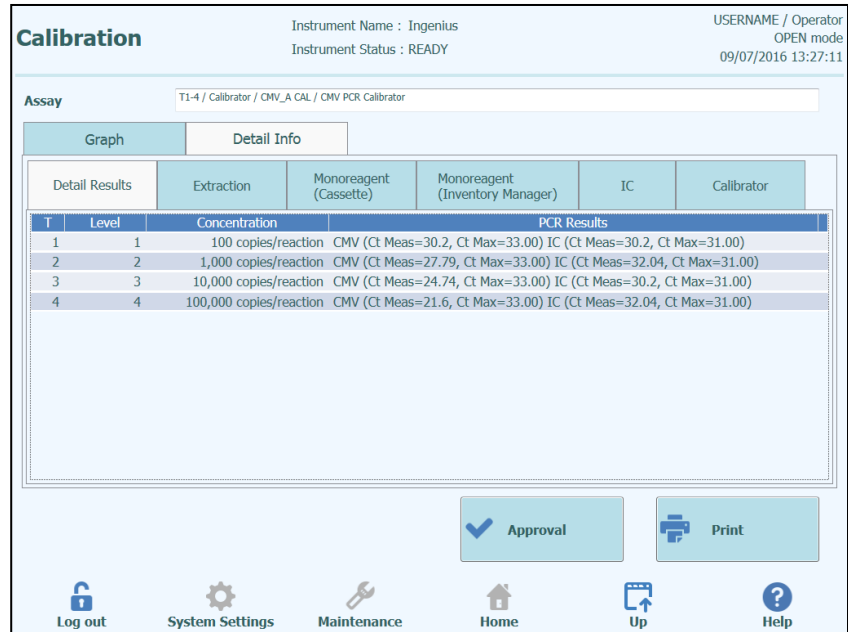 Calibration
Instrument Name : Ingenius
Instrument Status : READY
USERNAME / Operator
OPEN mode
09/07/2016 13:27:11
Assay
T1-4 / Calibrator / CMV_A CAL / CMV PCR Calibrator
Graph
Detail Info
Detail Results
Extraction
Monoreagent
(Cassette)
Monoreagent
(Inventory Manager)
IC
Calibrator
T Level Concentration PCR Results
1 1 100 copies/reaction CMV (Ct Meas=30.2, Ct Max=33.00) IC (Ct Meas=30.2, Ct Max=31.00)
2 2 1,000 copies/reaction CMV (Ct Meas=27.79, Ct Max=33.00) IC (Ct Meas=32.04, Ct Max=31.00)
3 3 10,000 copies/reaction CMV (Ct Meas=24.74, Ct Max=33.00) IC (Ct Meas=30.2, Ct Max=31.00)
4 4 100,000 copies/reaction CMV (Ct Meas=21.6, Ct Max=33.00) IC (Ct Meas=32.04, Ct Max=31.00)
Approval
Print
Log out
System Settings
Maintenance
Home
Up
Help